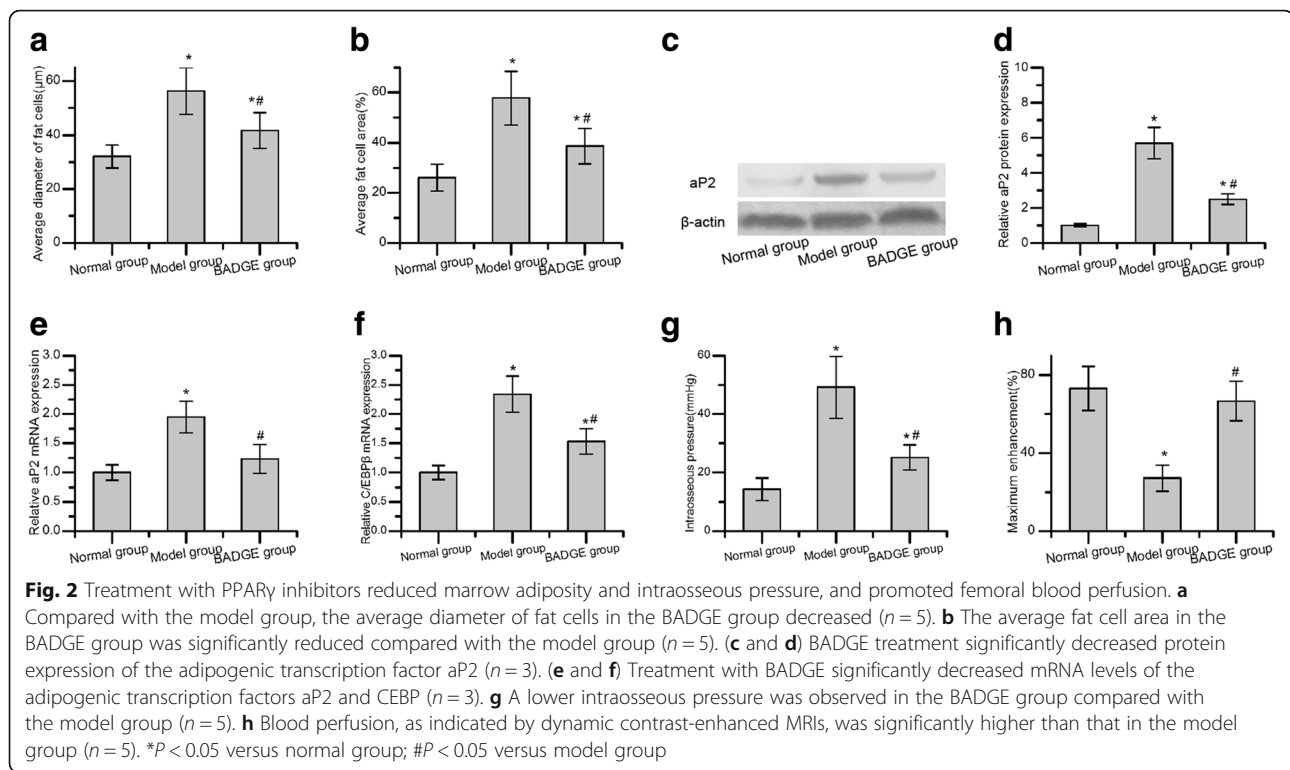 a
b
c
d
*
*#
Average diameter of fat cells(μm)
60
40
20
0
Normal group
Model group
BADGE group
*
* #
Average fat cell area(%)
80
60
40
20
0
Normal group
Model group
BADGE group
aP2
β-actin
Normal group
Model group
BADGE group
*
* #
Relative aP2 protein expression
10
8
6
4
2
0
Normal group
Model group
BADGE group
e
f
g
h
*
#
Relative aP2 mRNA expression
3.0
2.5
2.0
1.5
1.0
0.5
0.0
Normal group
Model group
BADGE group
*
*#
Relative C/EBPβ mRNA expression
3.0
2.5
2.0
1.5
1.0
0.5
0.0
Normal group
Model group
BADGE group
*
*#
Intraosseous pressure(mmHg)
60
40
20
0
Normal group
Model group
BADGE group
*
#
Maximum enhancement(%)
80
40
0
Normal group
Model group
BADGE group
Fig. 2 Treatment with PPARγ inhibitors reduced marrow adiposity and intraosseous pressure, and promoted femoral blood perfusion. a
Compared with the model group, the average diameter of fat cells in the BADGE group decreased (n = 5). b The average fat cell area in the
BADGE group was significantly reduced compared with the model group (n = 5). (c and d) BADGE treatment significantly decreased protein
expression of the adipogenic transcription factor aP2 (n = 3). (e and f) Treatment with BADGE significantly decreased mRNA levels of the
adipogenic transcription factors aP2 and CEBP (n = 3). g A lower intraosseous pressure was observed in the BADGE group compared with
the model group (n = 5). h Blood perfusion, as indicated by dynamic contrast-enhanced MRIs, was significantly higher than that in the model
group (n = 5). *P < 0.05 versus normal group; #P < 0.05 versus model group